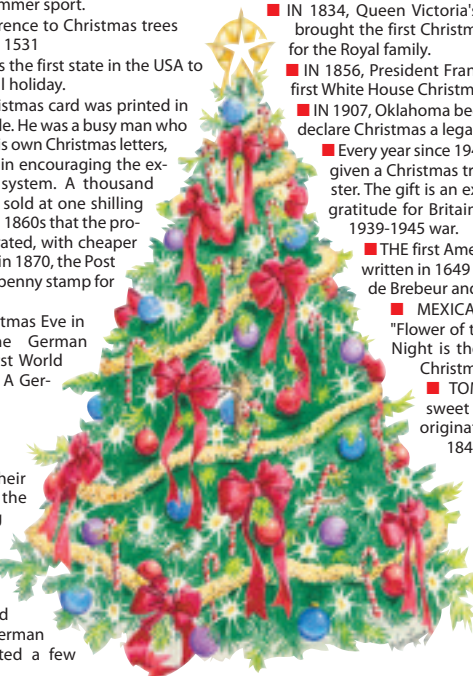 mmer sport.
erence to Christmas trees
1531
s the first state in the USA to
l holiday.
istmas card was printed in
le. He was a busy man who
is own Christmas letters,
in encouraging the ex-
system. A thousand
sold at one shilling
1860s that the pro-
rated, with cheaper
in 1870, the Post
penny stamp for
tmas Eve in
he German
st World
A Ger-
heir
the
g
d
erman
ted a few
IN 1834, Queen Victoria's
brought the first Christm
for the Royal family.
IN 1856, President Fran
first White House Christm
IN 1907, Oklahoma bec
declare Christmas a lega
Every year since 194
given a Christmas tr
ster. The gift is an ex
gratitude for Britain
1939-1945 war.
THE first Ame
written in 1649
de Brebeur and
MEXICA
"Flower of t
Night is the
Christm
TOM
sweet
originat
184